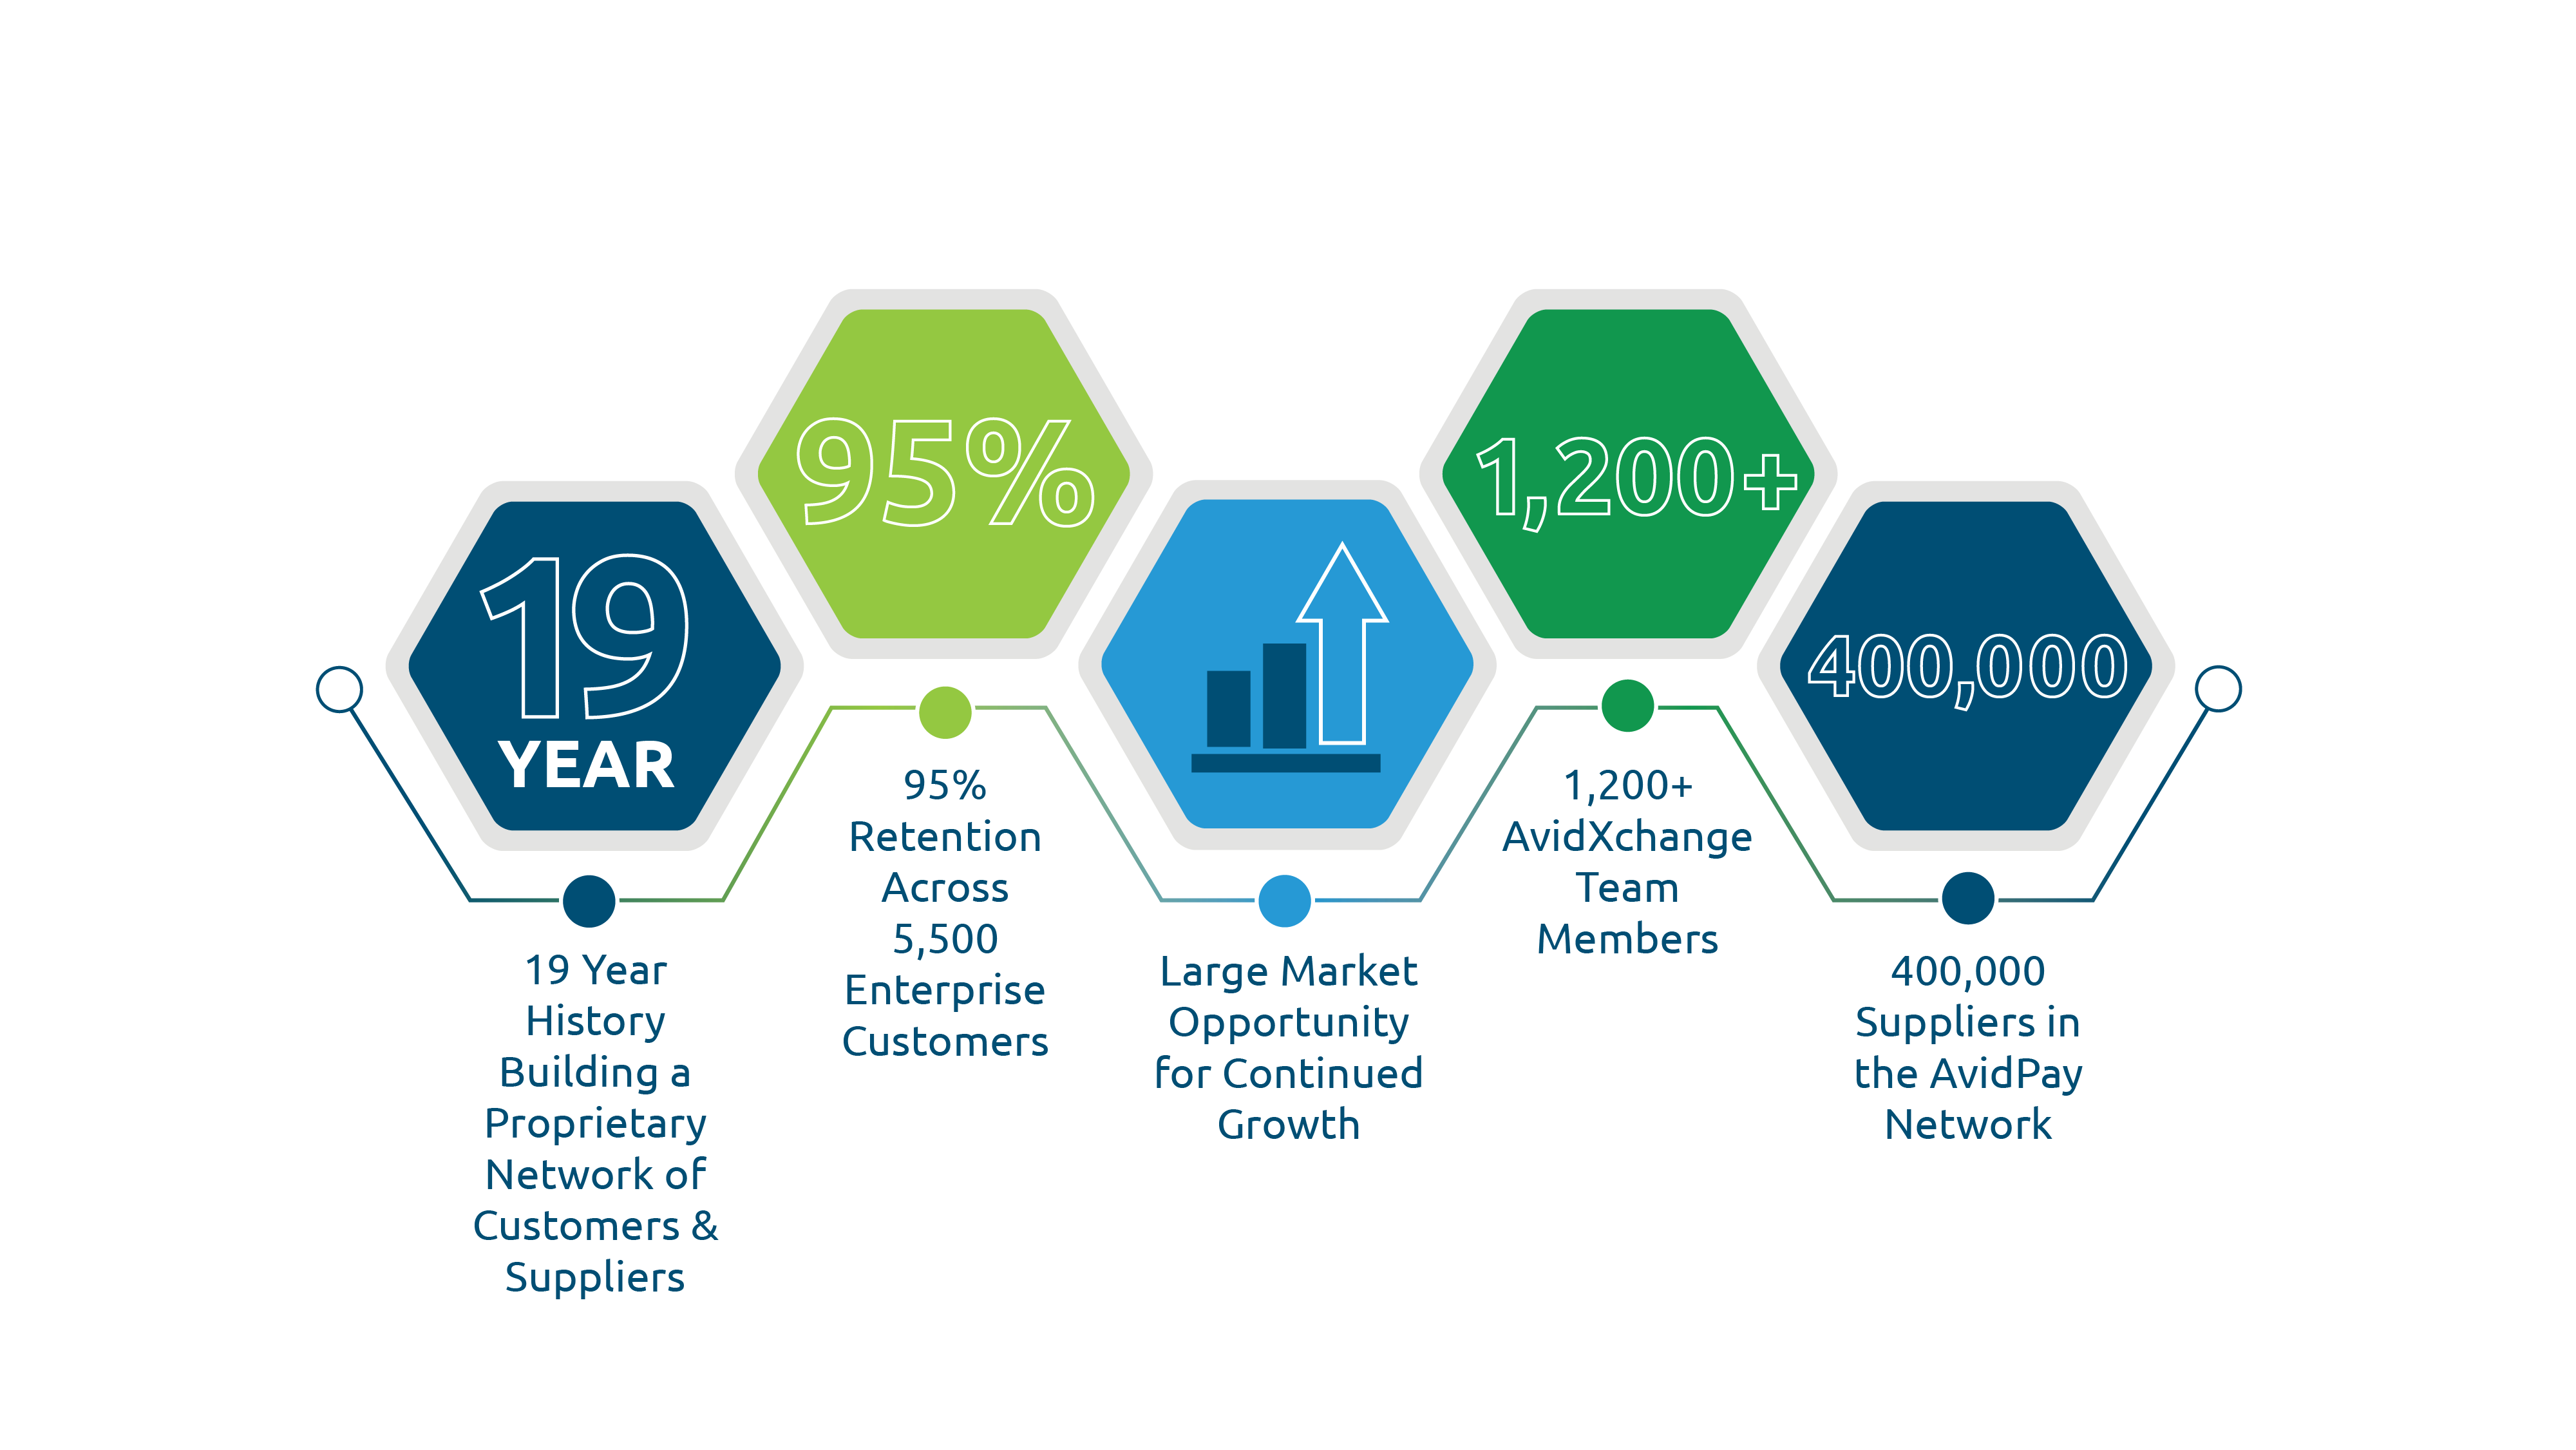 19
YEAR
19 Year
History
Building a
Proprietary
Network of
Customers &
Suppliers
95%
95%
Retention
Across
5,500
Enterprise
Customers
Large Market
Opportunity
for Continued
Growth
1,200+
1,200+
AvidXchange
Team
Members
400,000
400,000
Suppliers in
the AvidPay
Network